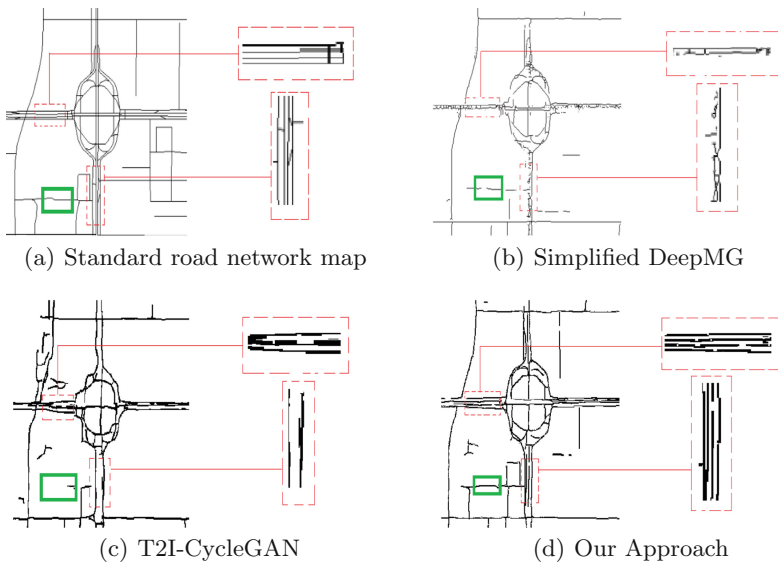 (a) Standard road network map
(b) Simplified DeepMG
(c) T2I-CycleGAN
(d) Our Approach